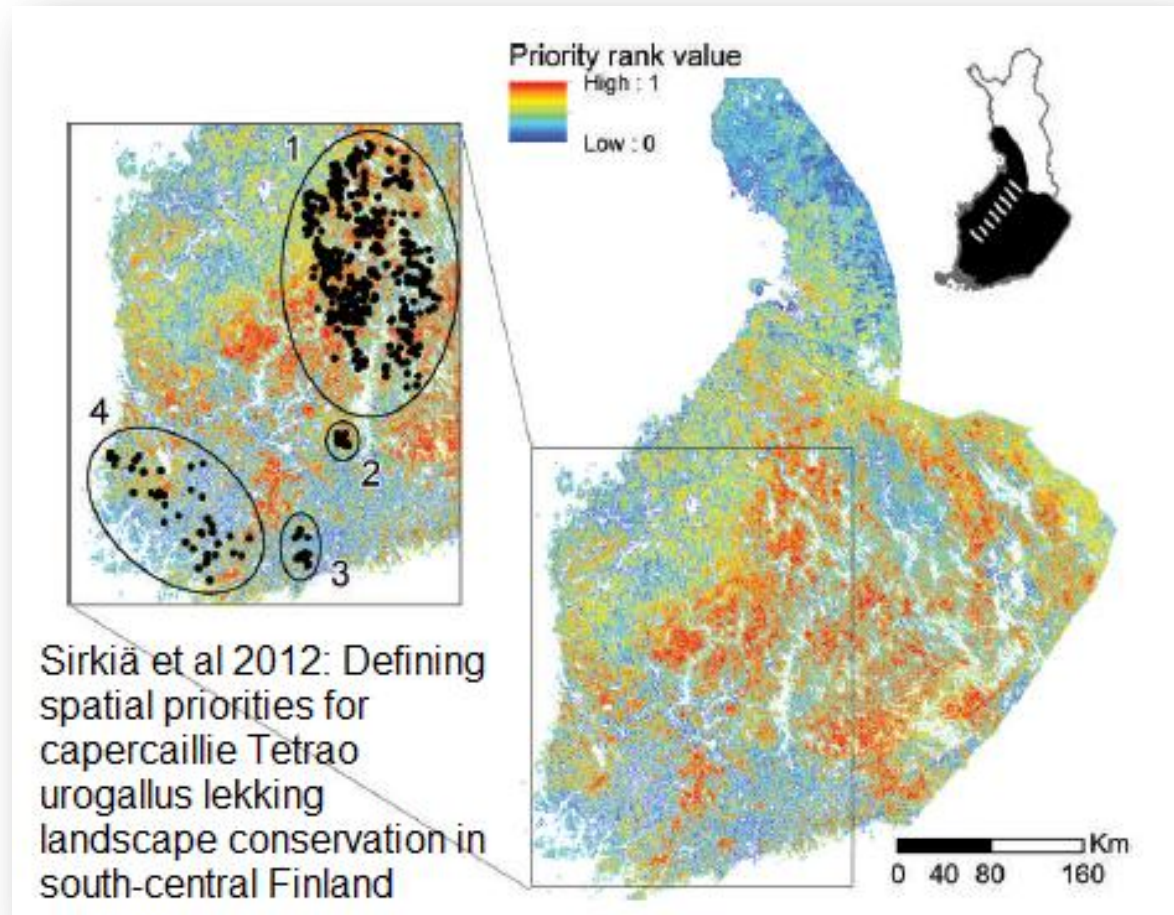 Priority rank value
High : 1
Low : 0
1
2
3
4
Sirkiä et al 2012: Defining
spatial priorities for
capercaillie Tetrao
urogallus lekking
landscape conservation in
south-central Finland
Km
0 40 80 160